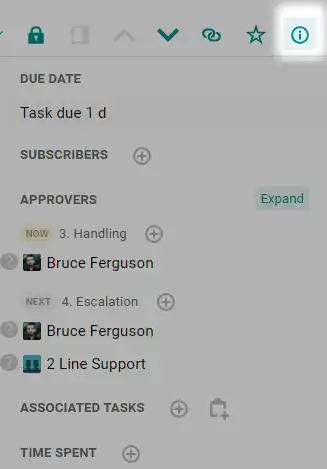 DUE DATE
Task due 1 d
SUBSCRIBERS
APPROVERS Expand
NOW 3. Handling
? Bruce Ferguson
NEXT 4. Escalation
? Bruce Ferguson
? 2 Line Support
ASSOCIATED TASKS
TIME SPENT